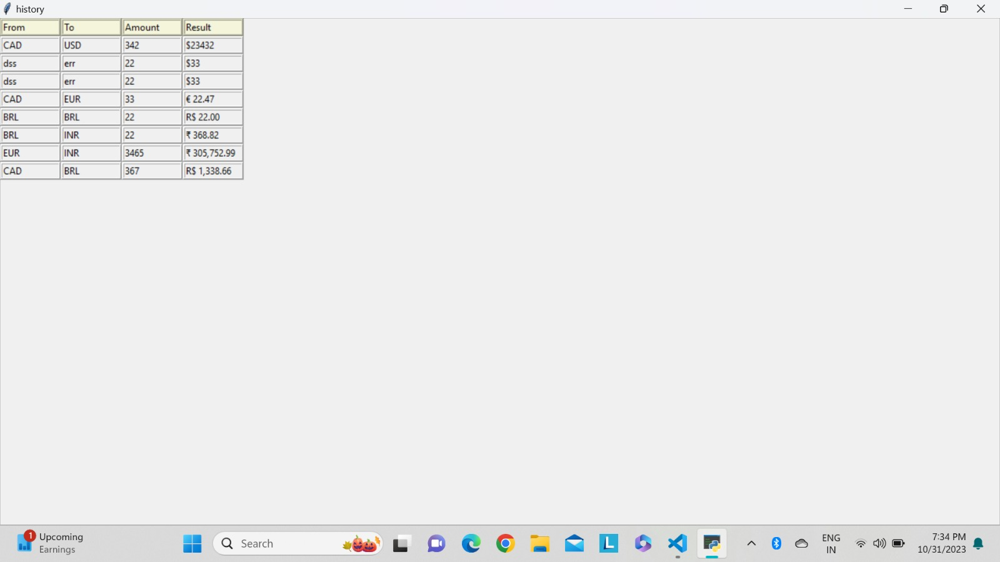 history
From To Amount Result
CAD USD 342 $23432
dss err 22 $33
dss err 22 $33
CAD EUR 33 € 22.47
BRL BRL 22 R$ 22.00
BRL INR 22 ₹ 368.82
EUR INR 3465 ₹ 305,752.99
CAD BRL 367 R$ 1,338.66
1 Upcoming
Earnings
Search
L
ENG
IN
7:34 PM
10/31/2023